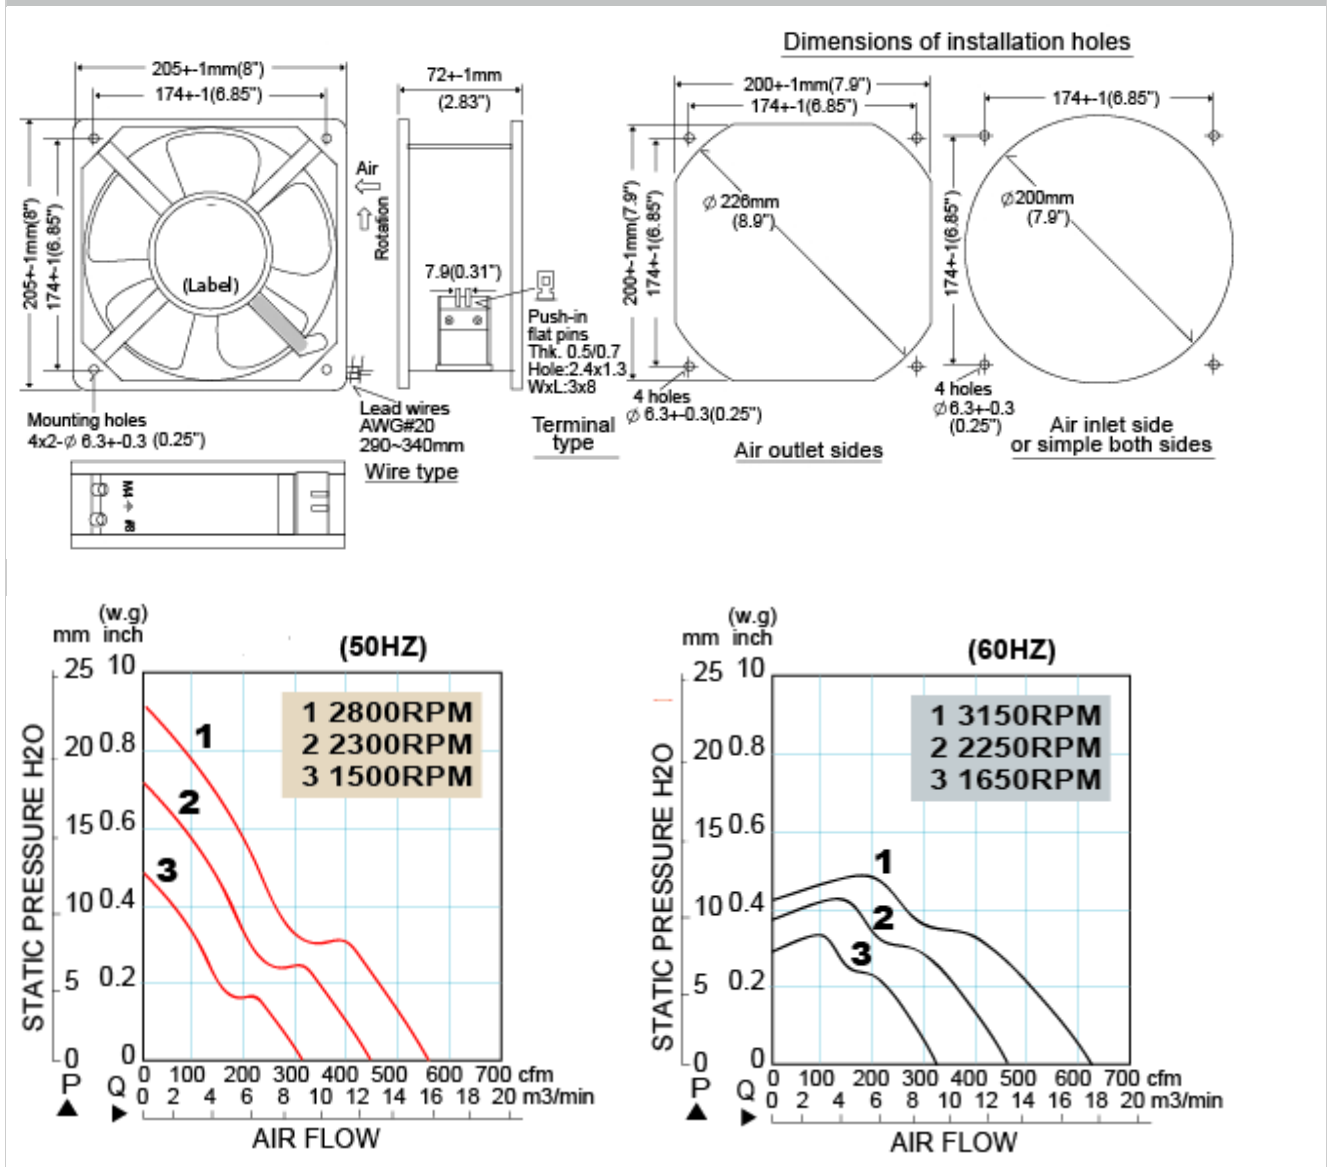 Dimensions of installation holes
205+-1mm(8")
174+-1(6.85")
205+-1mm(8")
174+-1(6.85")
(Label)
Air
Rotation
Mounting holes
4x2-Ø 6.3+-0.3 (0.25")
Lead wires
AWG#20
290~340mm
Wire type
72+-1mm
(2.83")
7.9(0.31")
Push-in
flat pins
Thk. 0.5/0.7
Hole:2.4x1.3
WxL:3x8
Terminal
type
200+-1mm(7.9")
174+-1(6.85")
200+-1mm(7.9")
174+-1(6.85")
Ø 226mm
(8.9")
4 holes
Ø 6.3+-0.3(0.25")
Air outlet sides
174+-1(6.85")
174+-1(6.85")
Ø200mm
(7.9")
4 holes
Ø6.3+-0.3
(0.25")
Air inlet side
or simple both sides
M4
#8
(w.g)
mm inch
(50HZ)
25 10
20 0.8
15 0.6
10 0.4
5 0.2
0 0
STATIC PRESSURE H2O
1 2800RPM
2 2300RPM
3 1500RPM
1
2
3
P Q
0 100 200 300 400 500 600 700 cfm
0 2 4 6 8 10 12 14 16 18 20 m3/min
AIR FLOW
(w.g)
mm inch
(60HZ)
25 10
20 0.8
15 0.6
10 0.4
5 0.2
0 0
STATIC PRESSURE H2O
1 3150RPM
2 2250RPM
3 1650RPM
1
2
3
P Q
0 100 200 300 400 500 600 700 cfm
0 2 4 6 8 10 12 14 16 18 20 m3/min
AIR FLOW